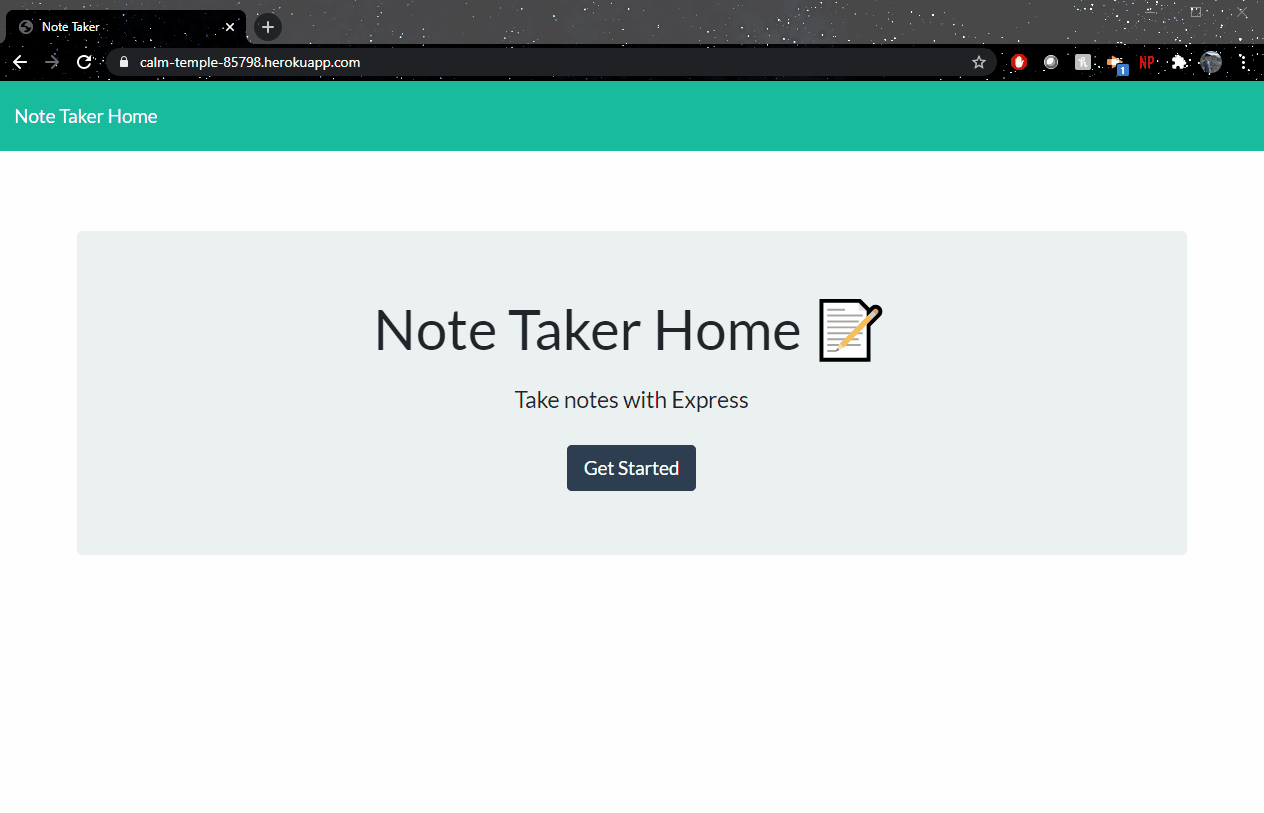 Note Taker
calm-temple-85798.herokuapp.com
1
NP
Note Taker Home
Note Taker Home
Take notes with Express
Get Started